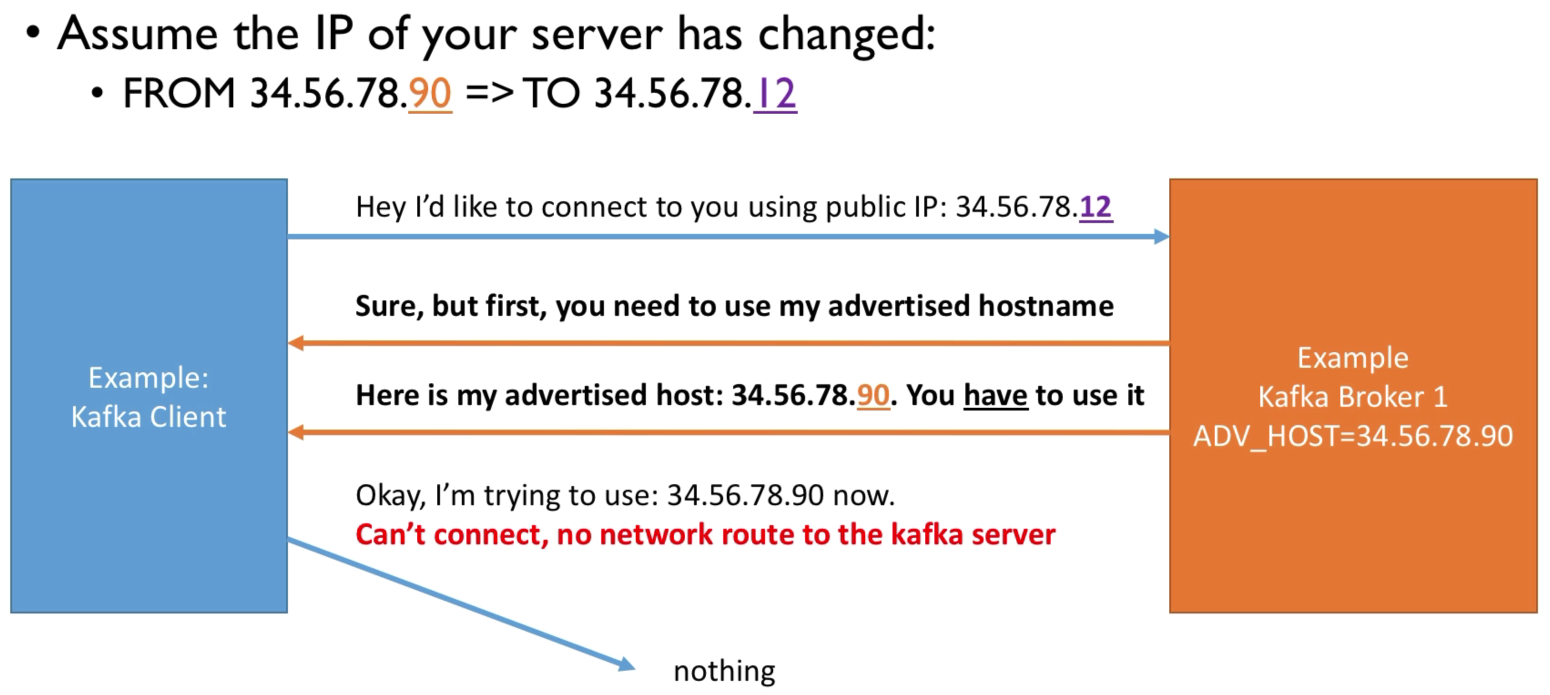 • Assume the IP of your server has changed:
• FROM 34.56.78.90 => TO 34.56.78.12
Hey I’d like to connect to you using public IP: 34.56.78.12
Sure, but first, you need to use my advertised hostname
Here is my advertised host: 34.56.78.90. You have to use it
Okay, I’m trying to use: 34.56.78.90 now.
Can’t connect, no network route to the kafka server
nothing
Example:
Kafka Client
Example
Kafka Broker 1
ADV_HOST=34.56.78.90